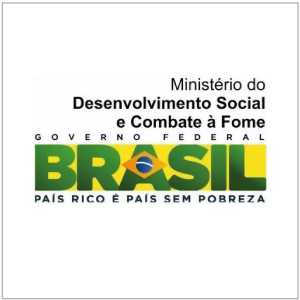 Ministério do
Desenvolvimento Social
e Combate à Fome
GOVERNO FEDERAL
BRASIL
PAÍS RICO É PAÍS SEM POBREZA